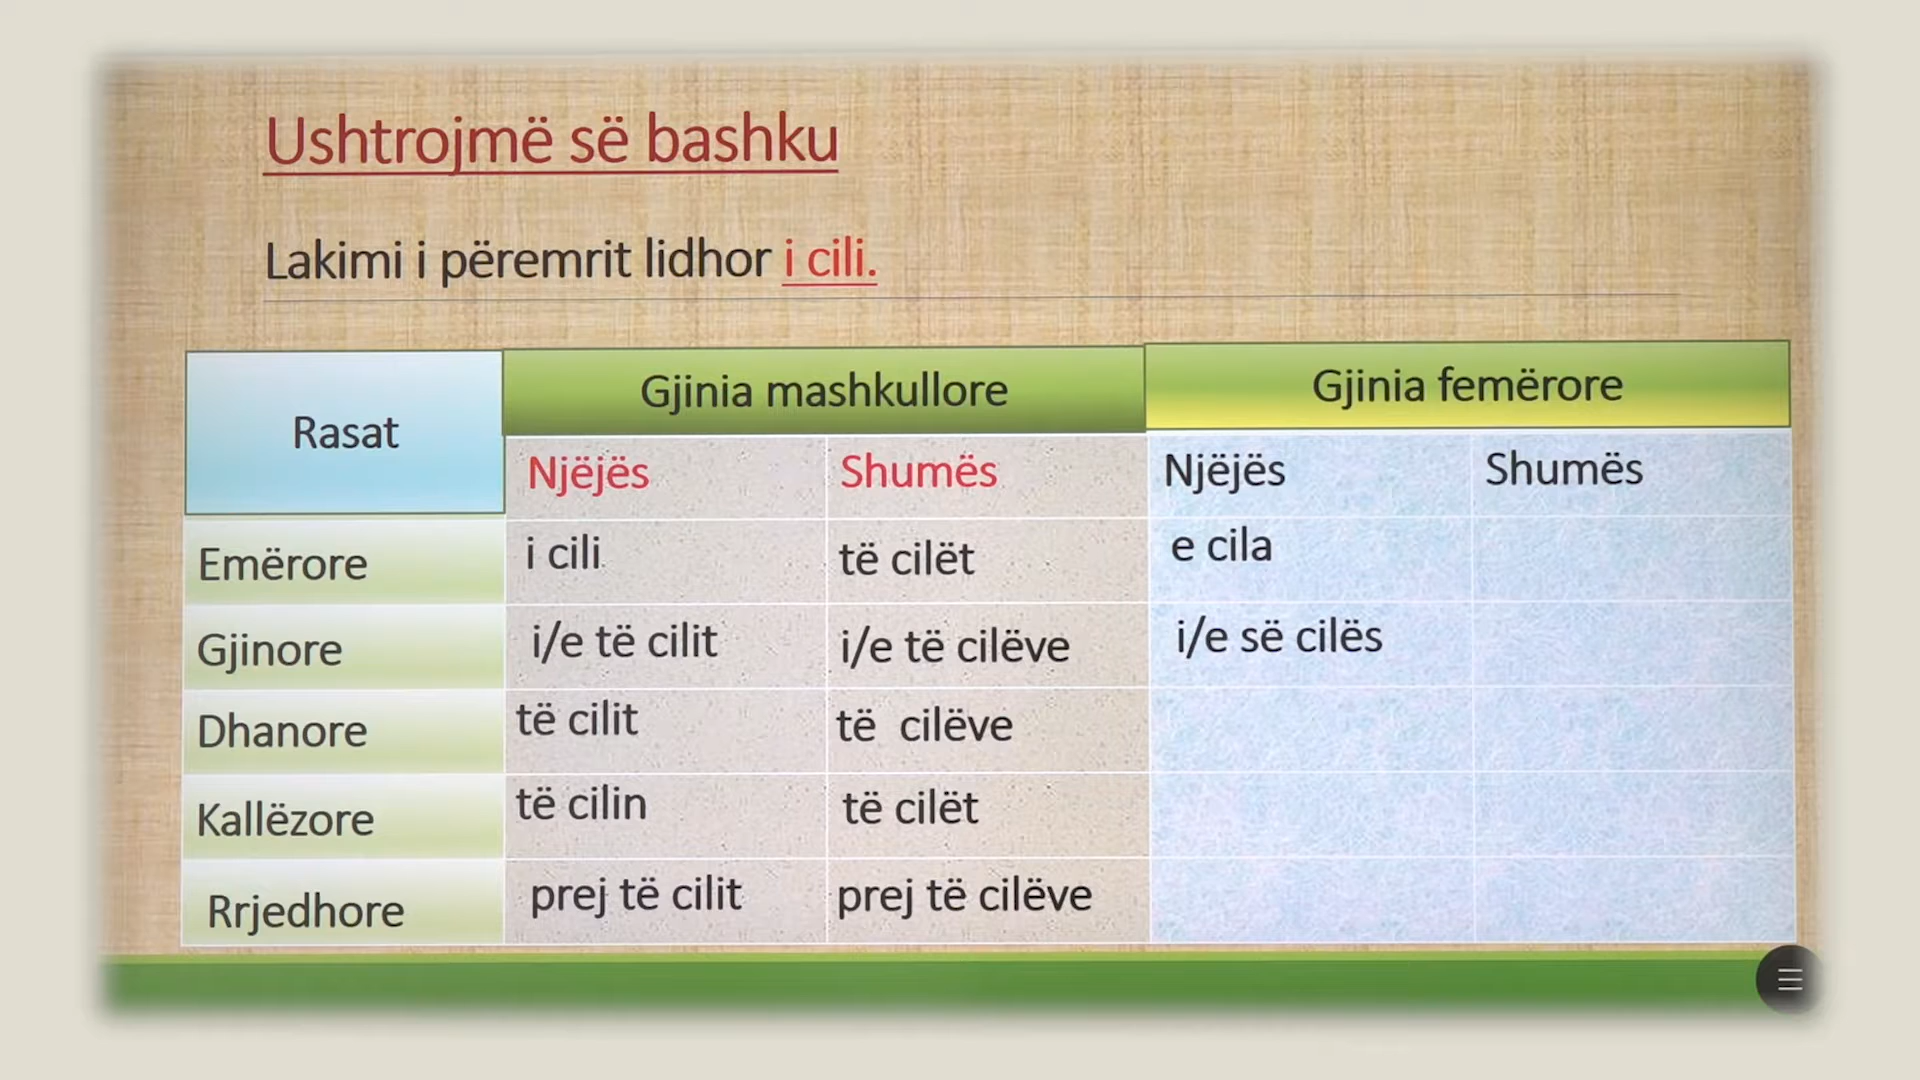 Ushtrojmë së bashku
Lakimi i përemrit lidhor i cili.
Rasat Gjinia mashkullore Gjinia femërore
Njëjës Shumës Njëjës Shumës
Emërore i cili të cilët e cila
Gjinore i/e të cilit i/e të cilëve i/e së cilës
Dhanore të cilit të cilëve
Kallëzore të cilin të cilët
Rrjedhore prej të cilit prej të cilëve